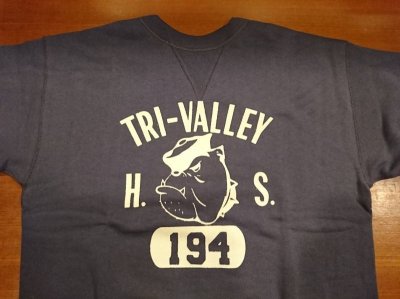 TRI-VALLEY
H. S.
194